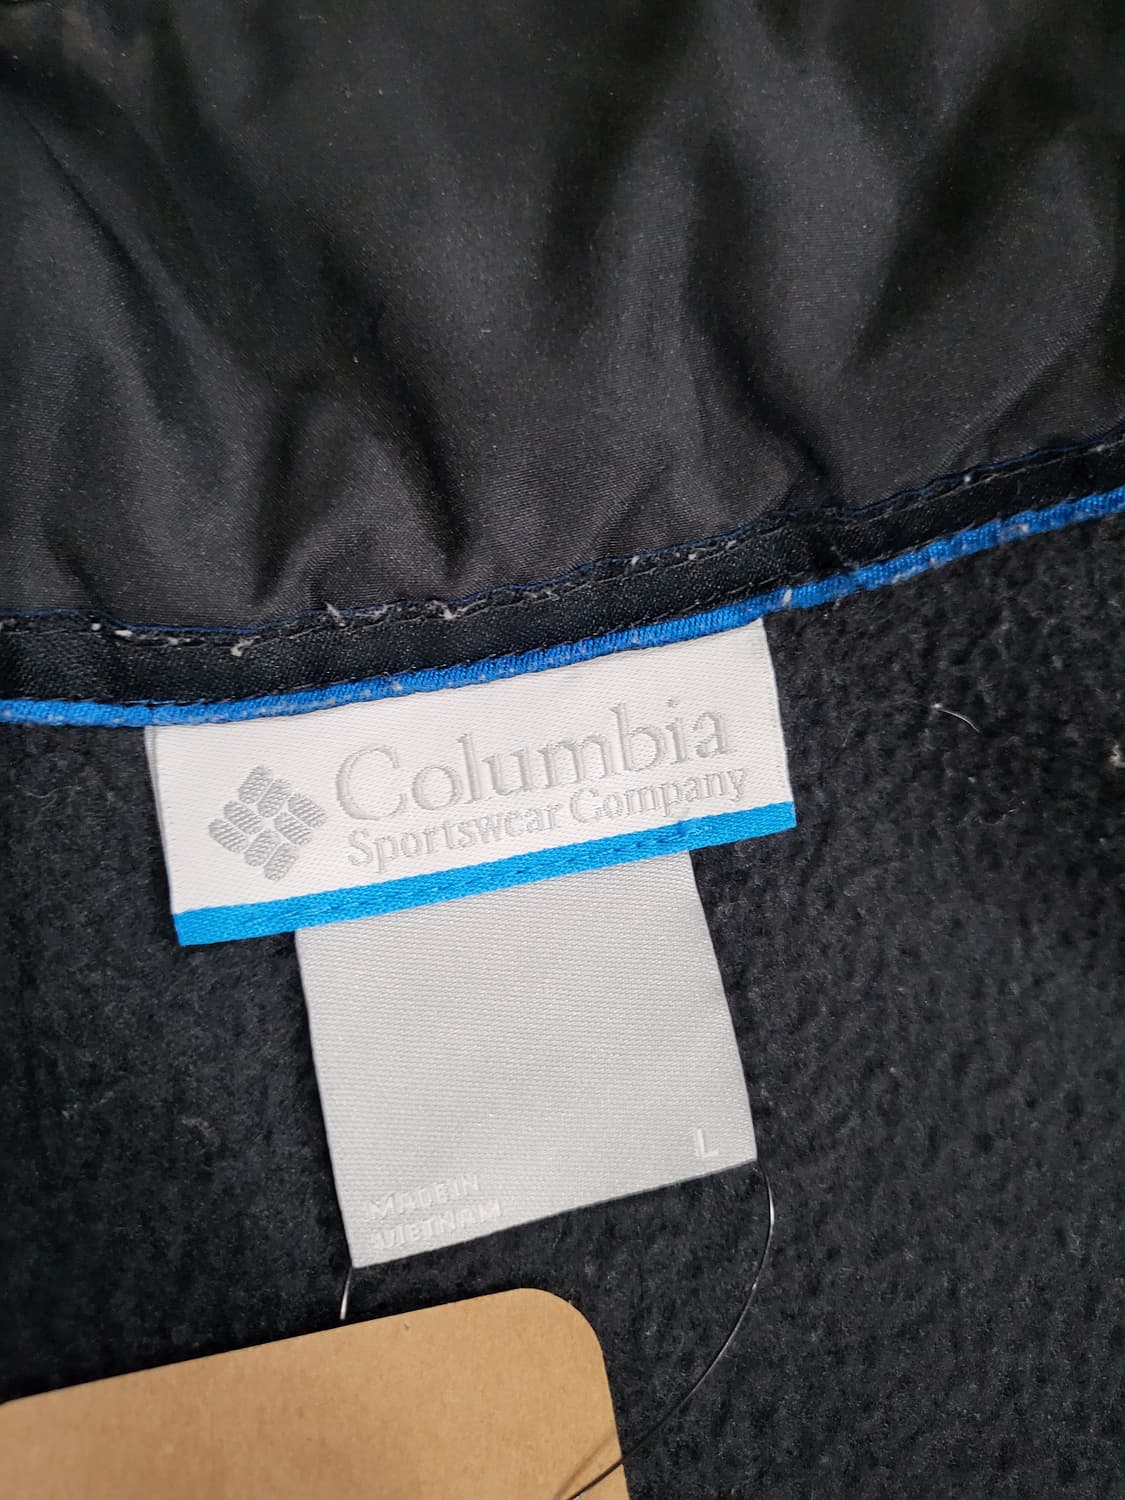 Columbia
Sportswear Company
L
MADE IN
VIETNAM